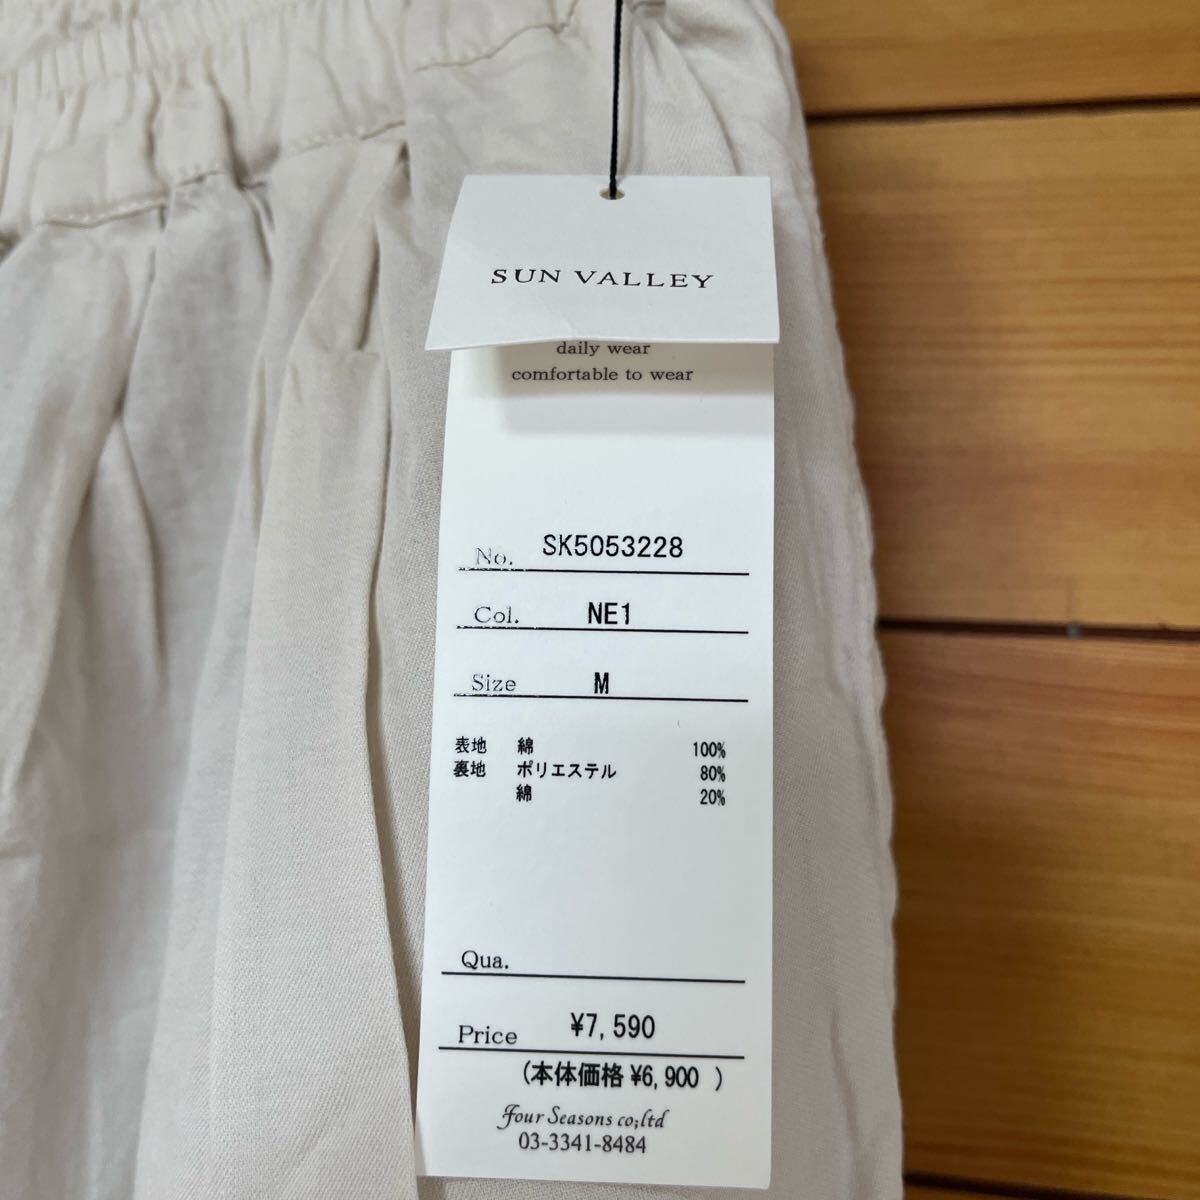 SUN VALLEY
daily wear
comfortable to wear
No. SK5053228
Col. NE1
Size M
表地 綿 100%
裏地 ポリエステル 80%
綿 20%
Qua.
Price ¥7,590
(本体価格 ¥6,900 )
Four Seasons co;ltd
03-3341-8484